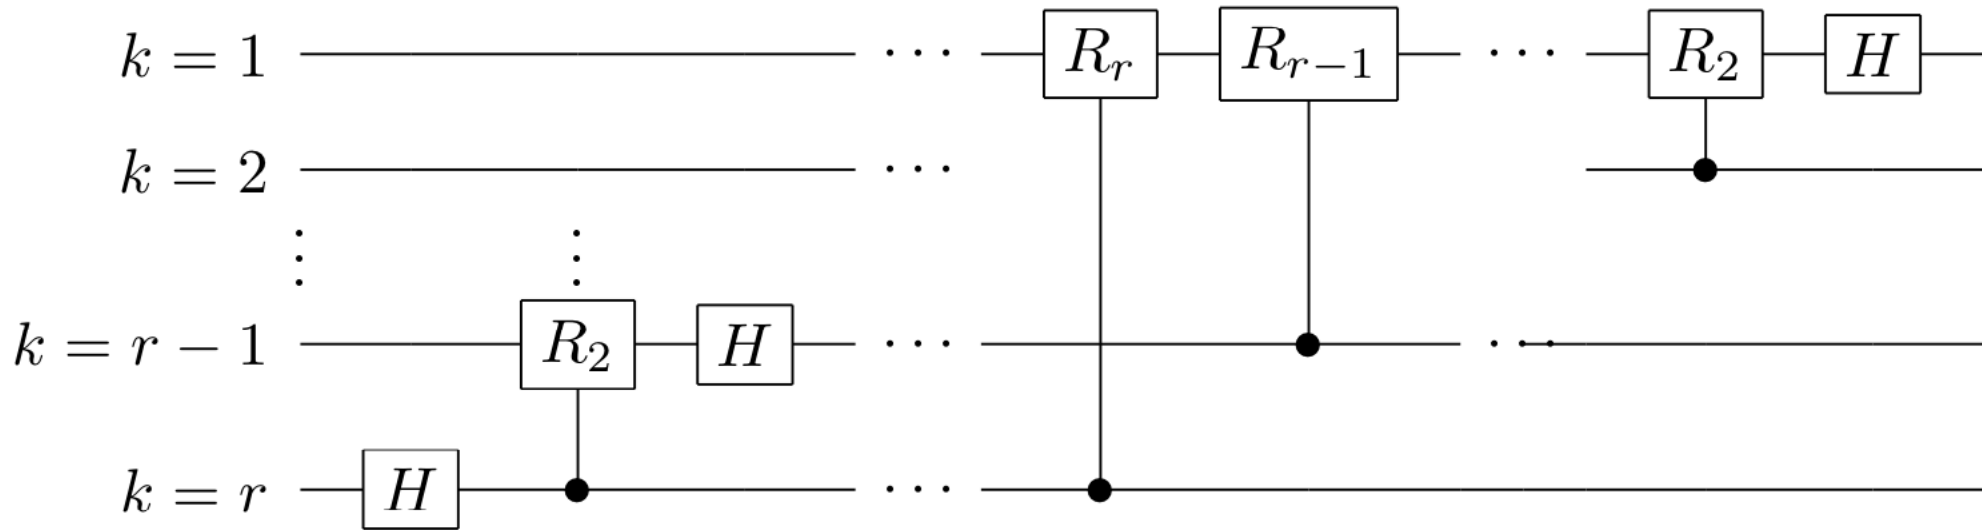 k = 1 ··· R_r R_{r−1} ··· R_2 H
k = 2 ···
⋮ ⋮
k = r − 1 R_2 H ··· ···
k = r H ···